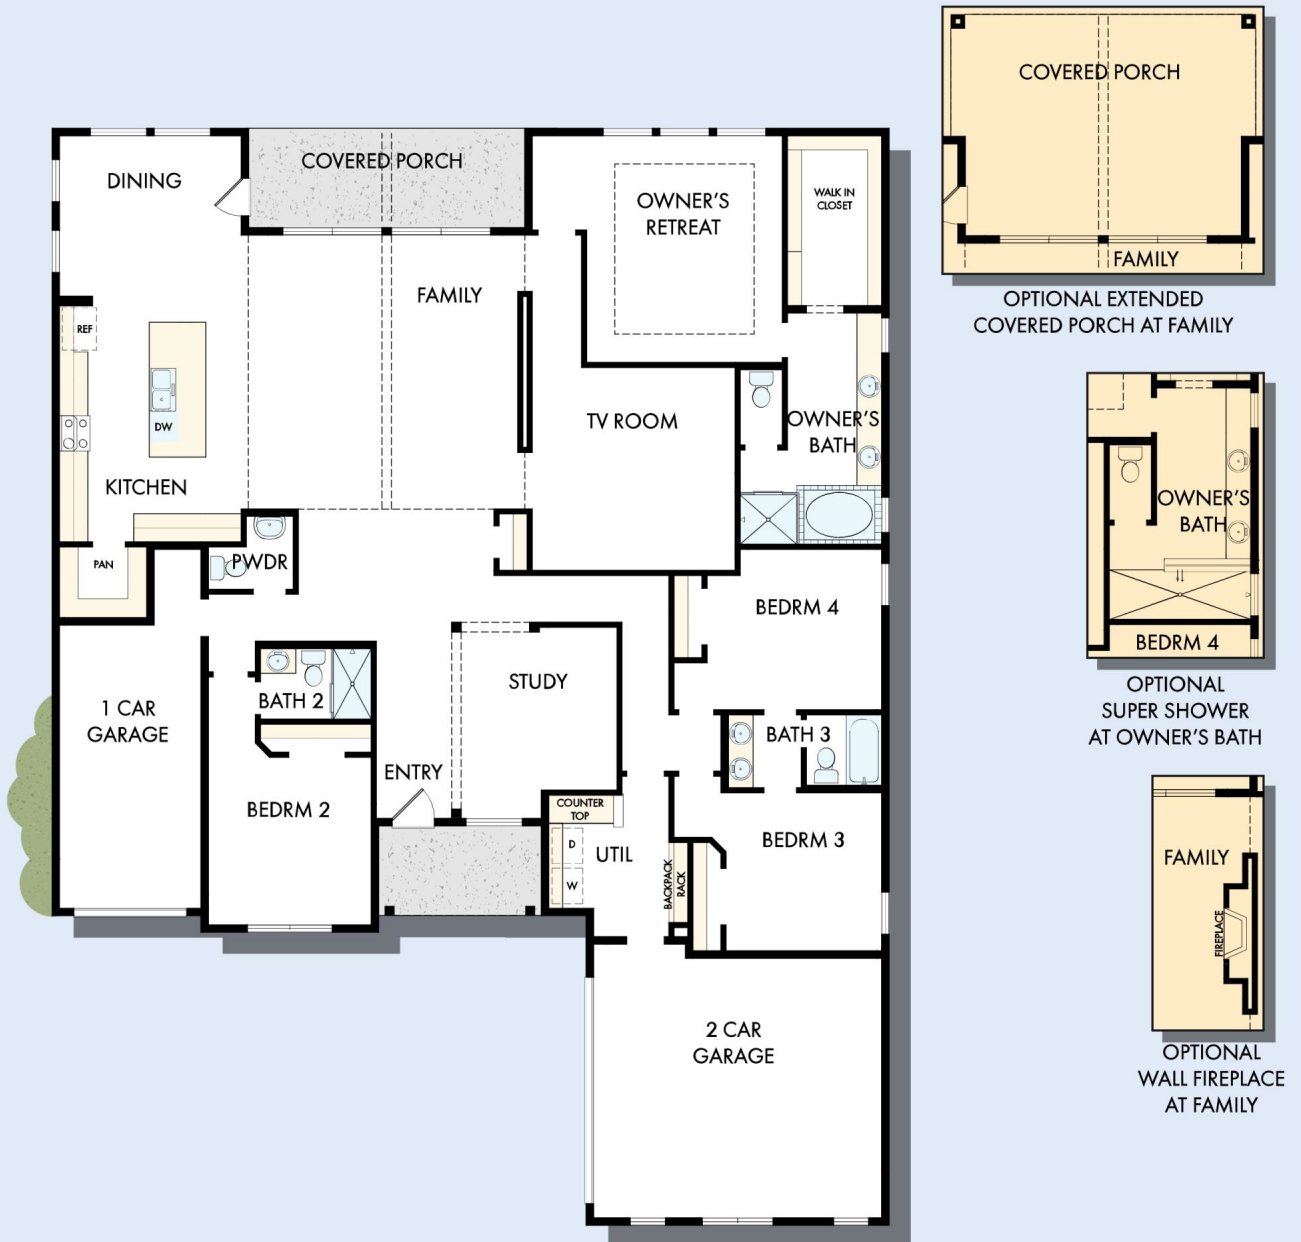 DINING
COVERED PORCH
OWNER'S
RETREAT
WALK IN
CLOSET
FAMILY
REF
DW
KITCHEN
TV ROOM
OWNER'S
BATH
PAN
PWDR
BEDRM 4
1 CAR
GARAGE
BATH 2
STUDY
BATH 3
ENTRY
BEDRM 2
COUNTER
TOP
D
W
UTIL
BACKPACK
RACK
BEDRM 3
2 CAR
GARAGE
COVERED PORCH
FAMILY
OPTIONAL EXTENDED
COVERED PORCH AT FAMILY
OWNER'S
BATH
BEDRM 4
OPTIONAL
SUPER SHOWER
AT OWNER'S BATH
FAMILY
FIREPLACE
OPTIONAL
WALL FIREPLACE
AT FAMILY